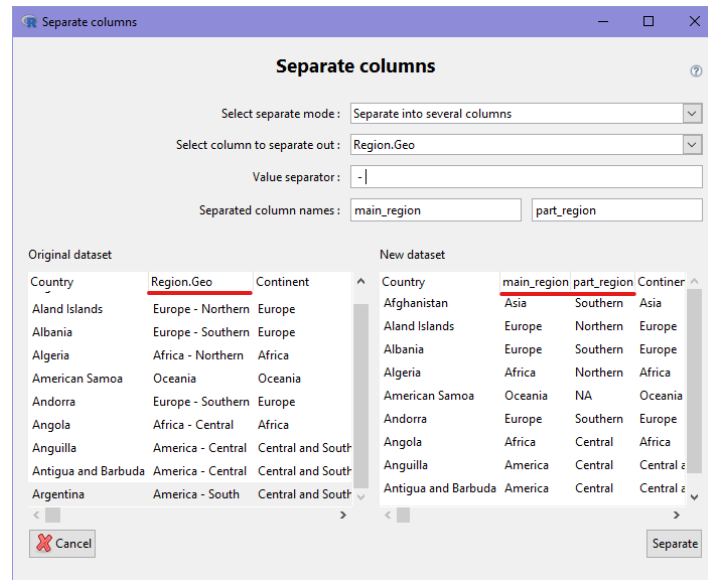 Separate columns
Separate columns
Select separate mode : Separate into several columns
Select column to separate out : Region.Geo
Value separator : -
Separated column names : main_region part_region
Original dataset
Country Region.Geo Continent
Aland Islands Europe - Northern Europe
Albania Europe - Southern Europe
Algeria Africa - Northern Africa
American Samoa Oceania Oceania
Andorra Europe - Southern Europe
Angola Africa - Central Africa
Anguilla America - Central Central and South
Antigua and Barbuda America - Central Central and South
Argentina America - South Central and South
New dataset
Country main_region part_region Continen
Afghanistan Asia Southern Asia
Aland Islands Europe Northern Europe
Albania Europe Southern Europe
Algeria Africa Northern Africa
American Samoa Oceania NA Oceania
Andorra Europe Southern Europe
Angola Africa Central Africa
Anguilla America Central Central a
Antigua and Barbuda America Central Central a
Cancel
Separate